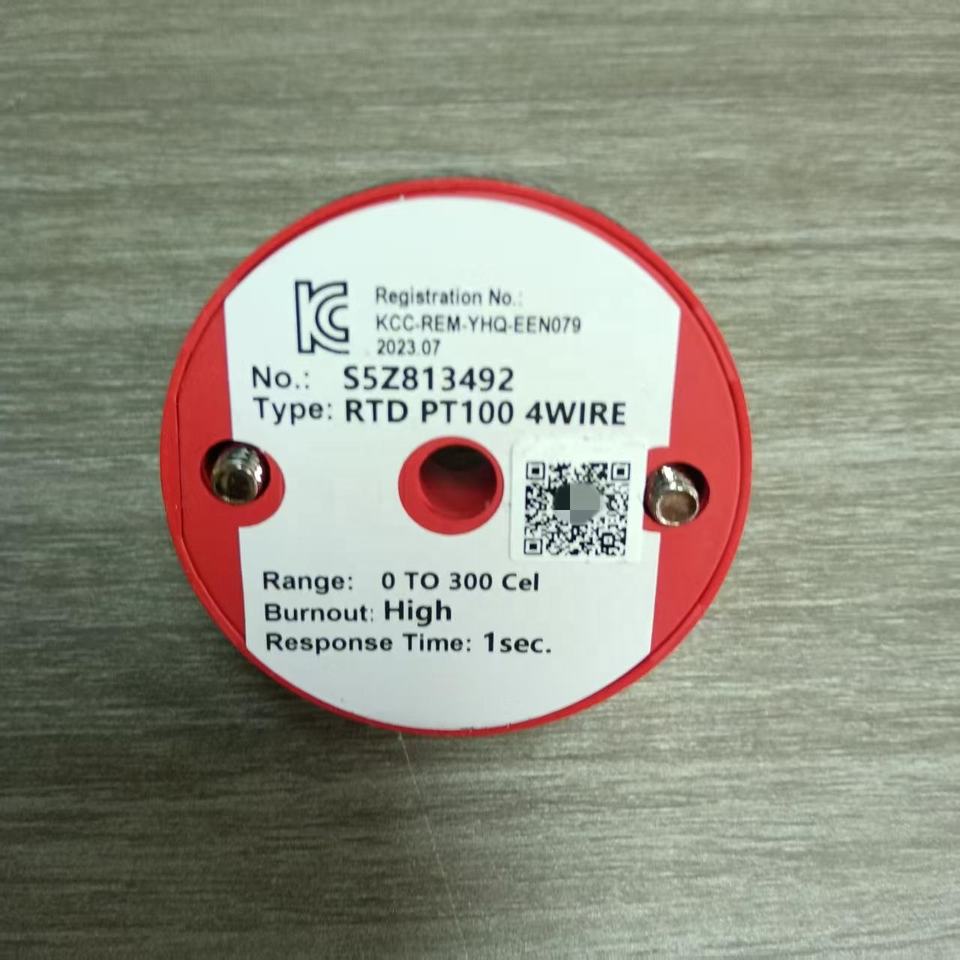 KC
Registration No.:
KCC-REM-YHQ-EEN079
2023.07
No.: S5Z813492
Type: RTD PT100 4WIRE
Range: 0 TO 300 Cel
Burnout: High
Response Time: 1sec.